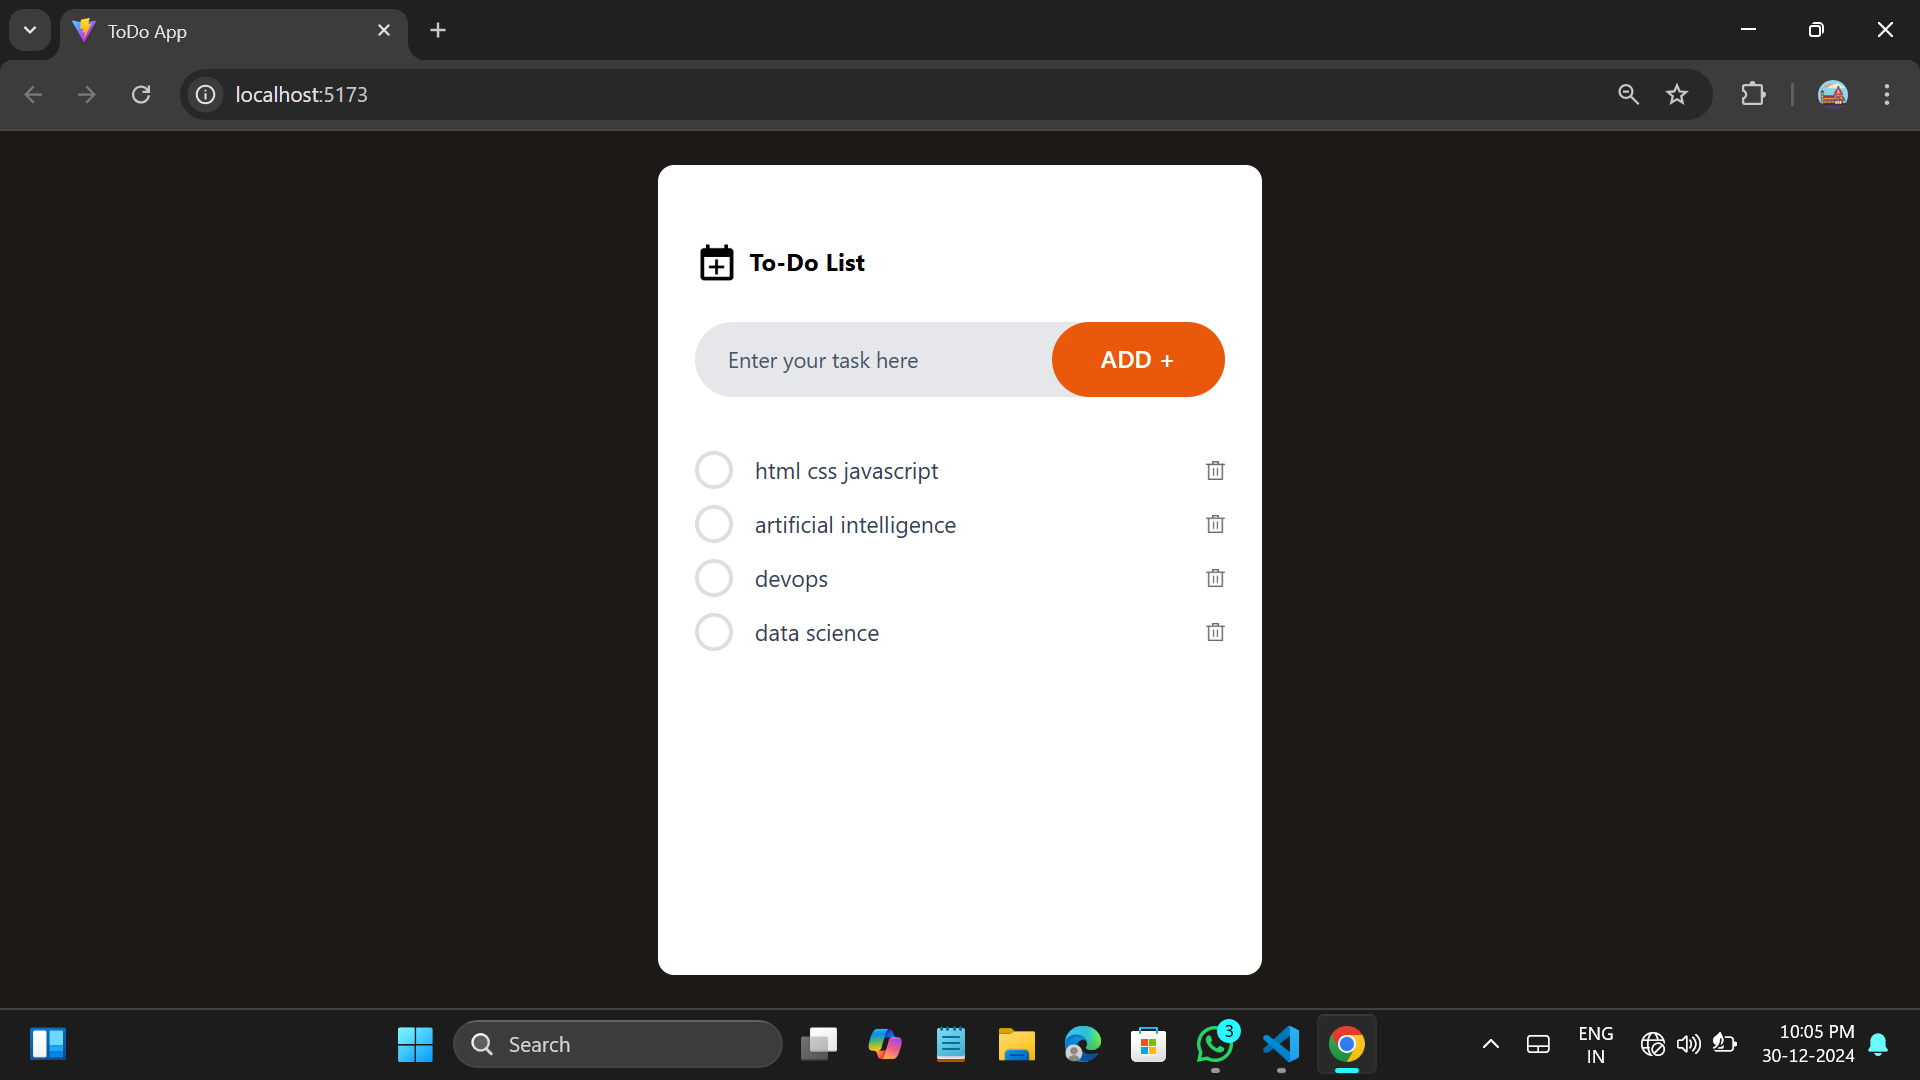 ToDo App
localhost:5173
To-Do List
Enter your task here
ADD +
html css javascript
artificial intelligence
devops
data science
Search
3
ENG
IN
10:05 PM
30-12-2024